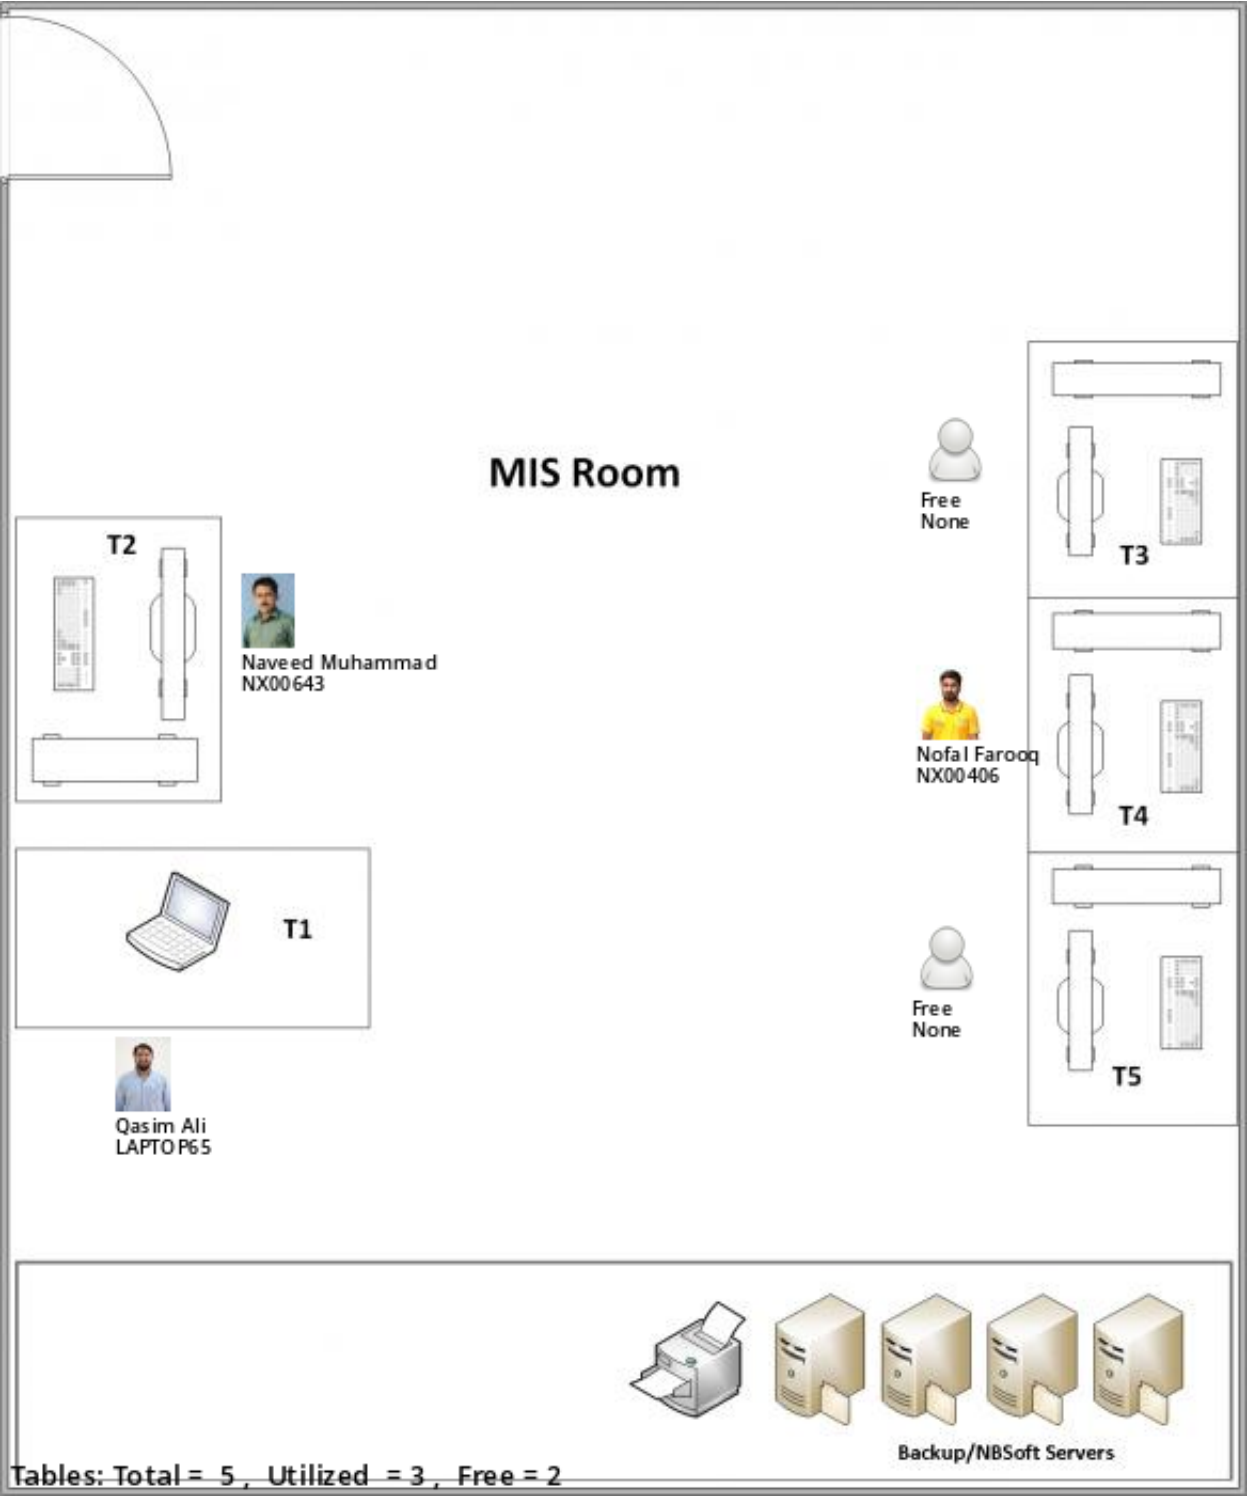 MIS Room
Free
None
T3
T2
Naveed Muhammad
NX00643
Nofal Farooq
NX00406
T4
T1
Free
None
T5
Qasim Ali
LAPTOP65
Backup/NBSoft Servers
Tables: Total = 5 , Utilized = 3 , Free = 2